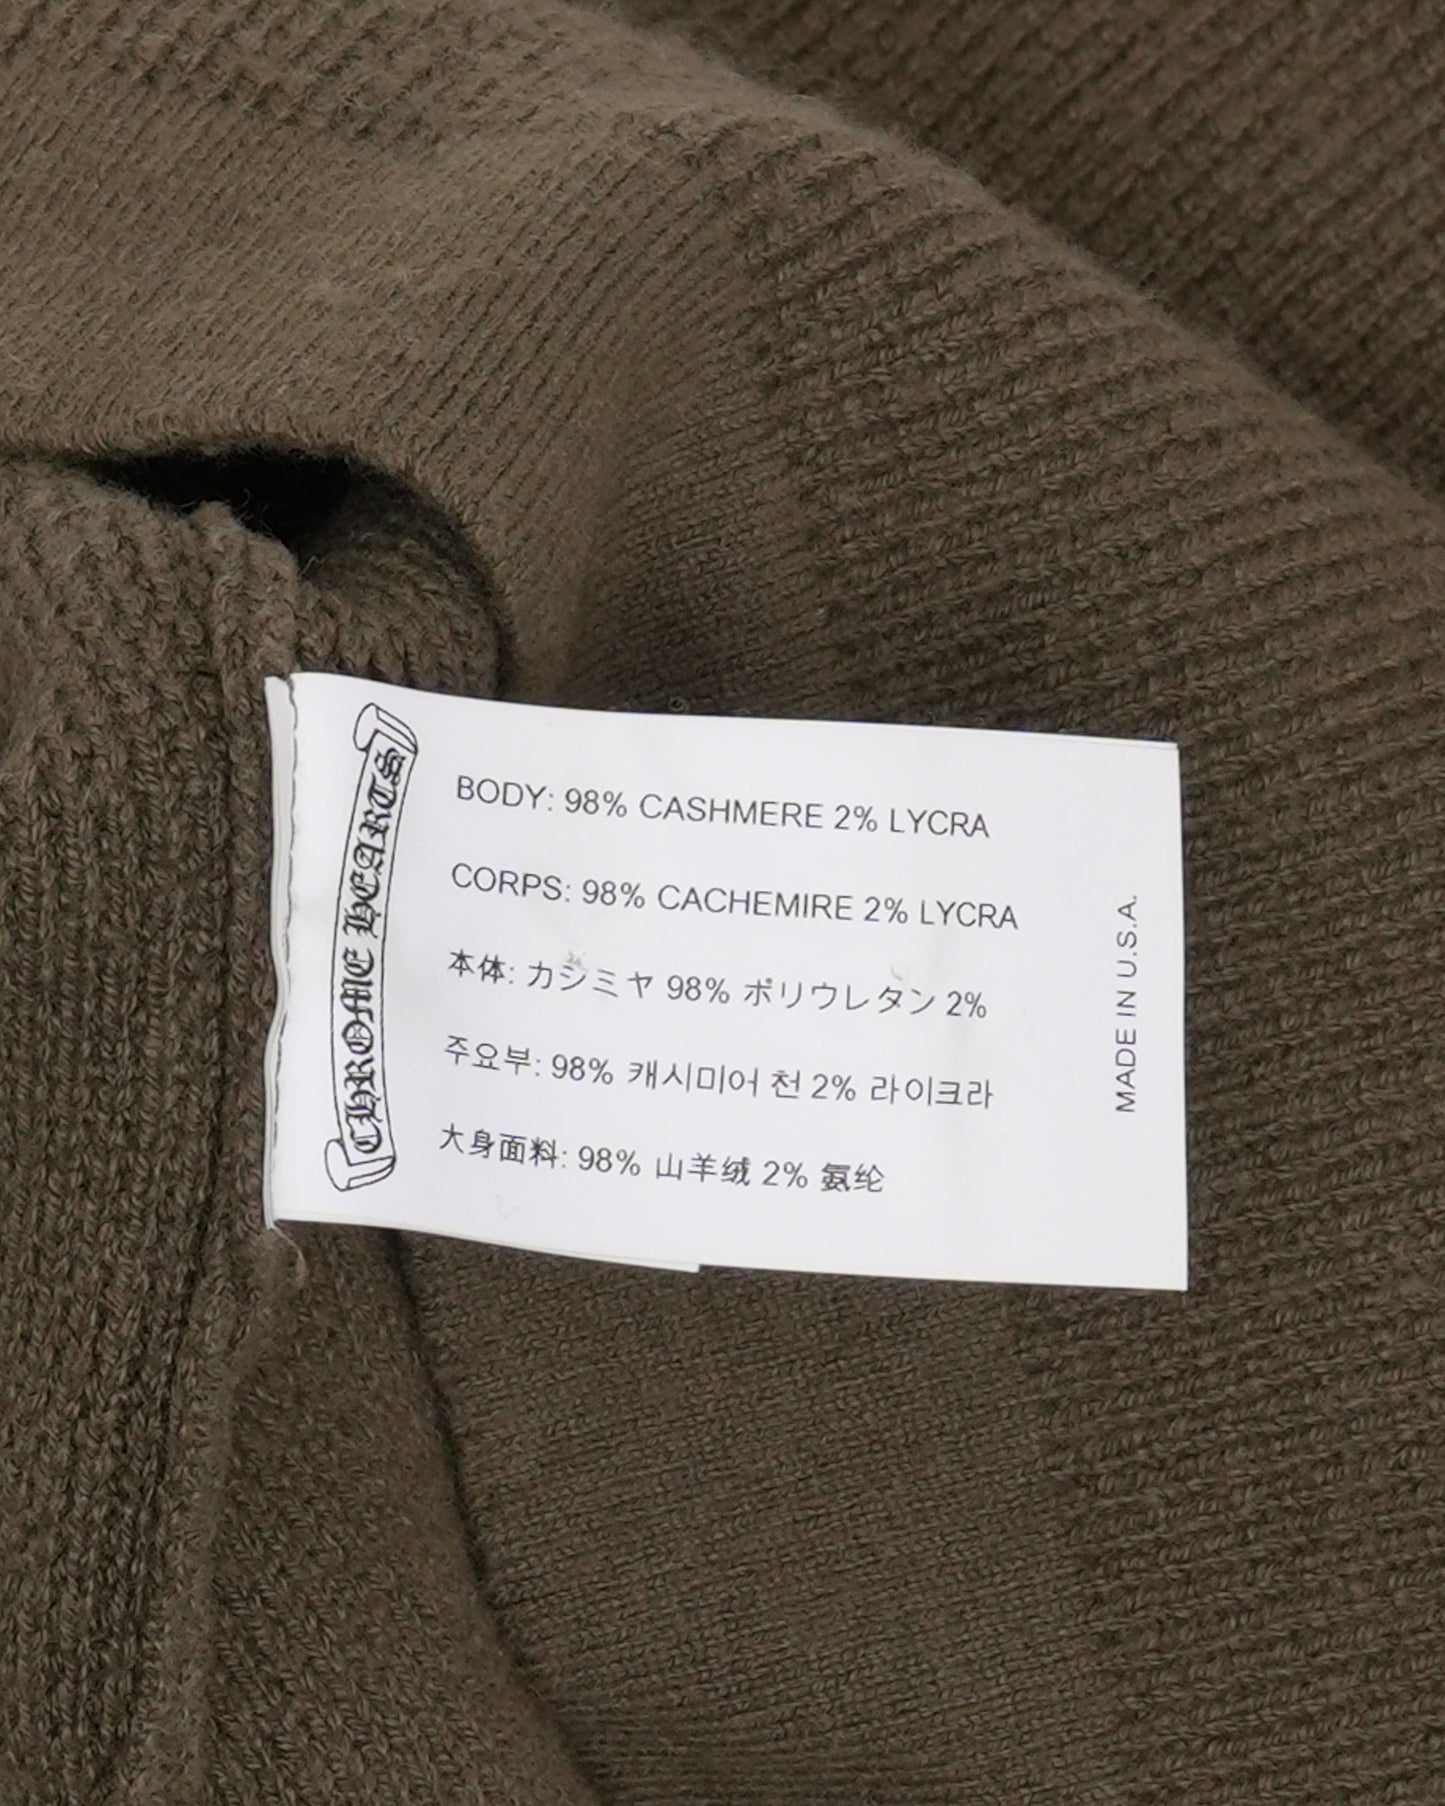 CHROME HEARTS
BODY: 98% CASHMERE 2% LYCRA
CORPS: 98% CACHEMIRE 2% LYCRA
本体: カシミヤ 98% ポリウレタン 2%
주요부: 98% 캐시미어 천 2% 라이크라
大身面料: 98% 山羊绒 2% 氨纶
MADE IN U.S.A.